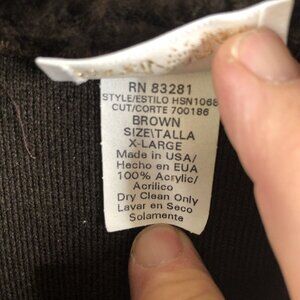 RN 83281
STYLE/ESTILO HSN1068
CUT/CORTE 700186
BROWN
SIZE/TALLA
X-LARGE
Made in USA/
Hecho en EUA
100% Acrylic/
Acrilico
Dry Clean Only
Lavar en Seco
Solamente